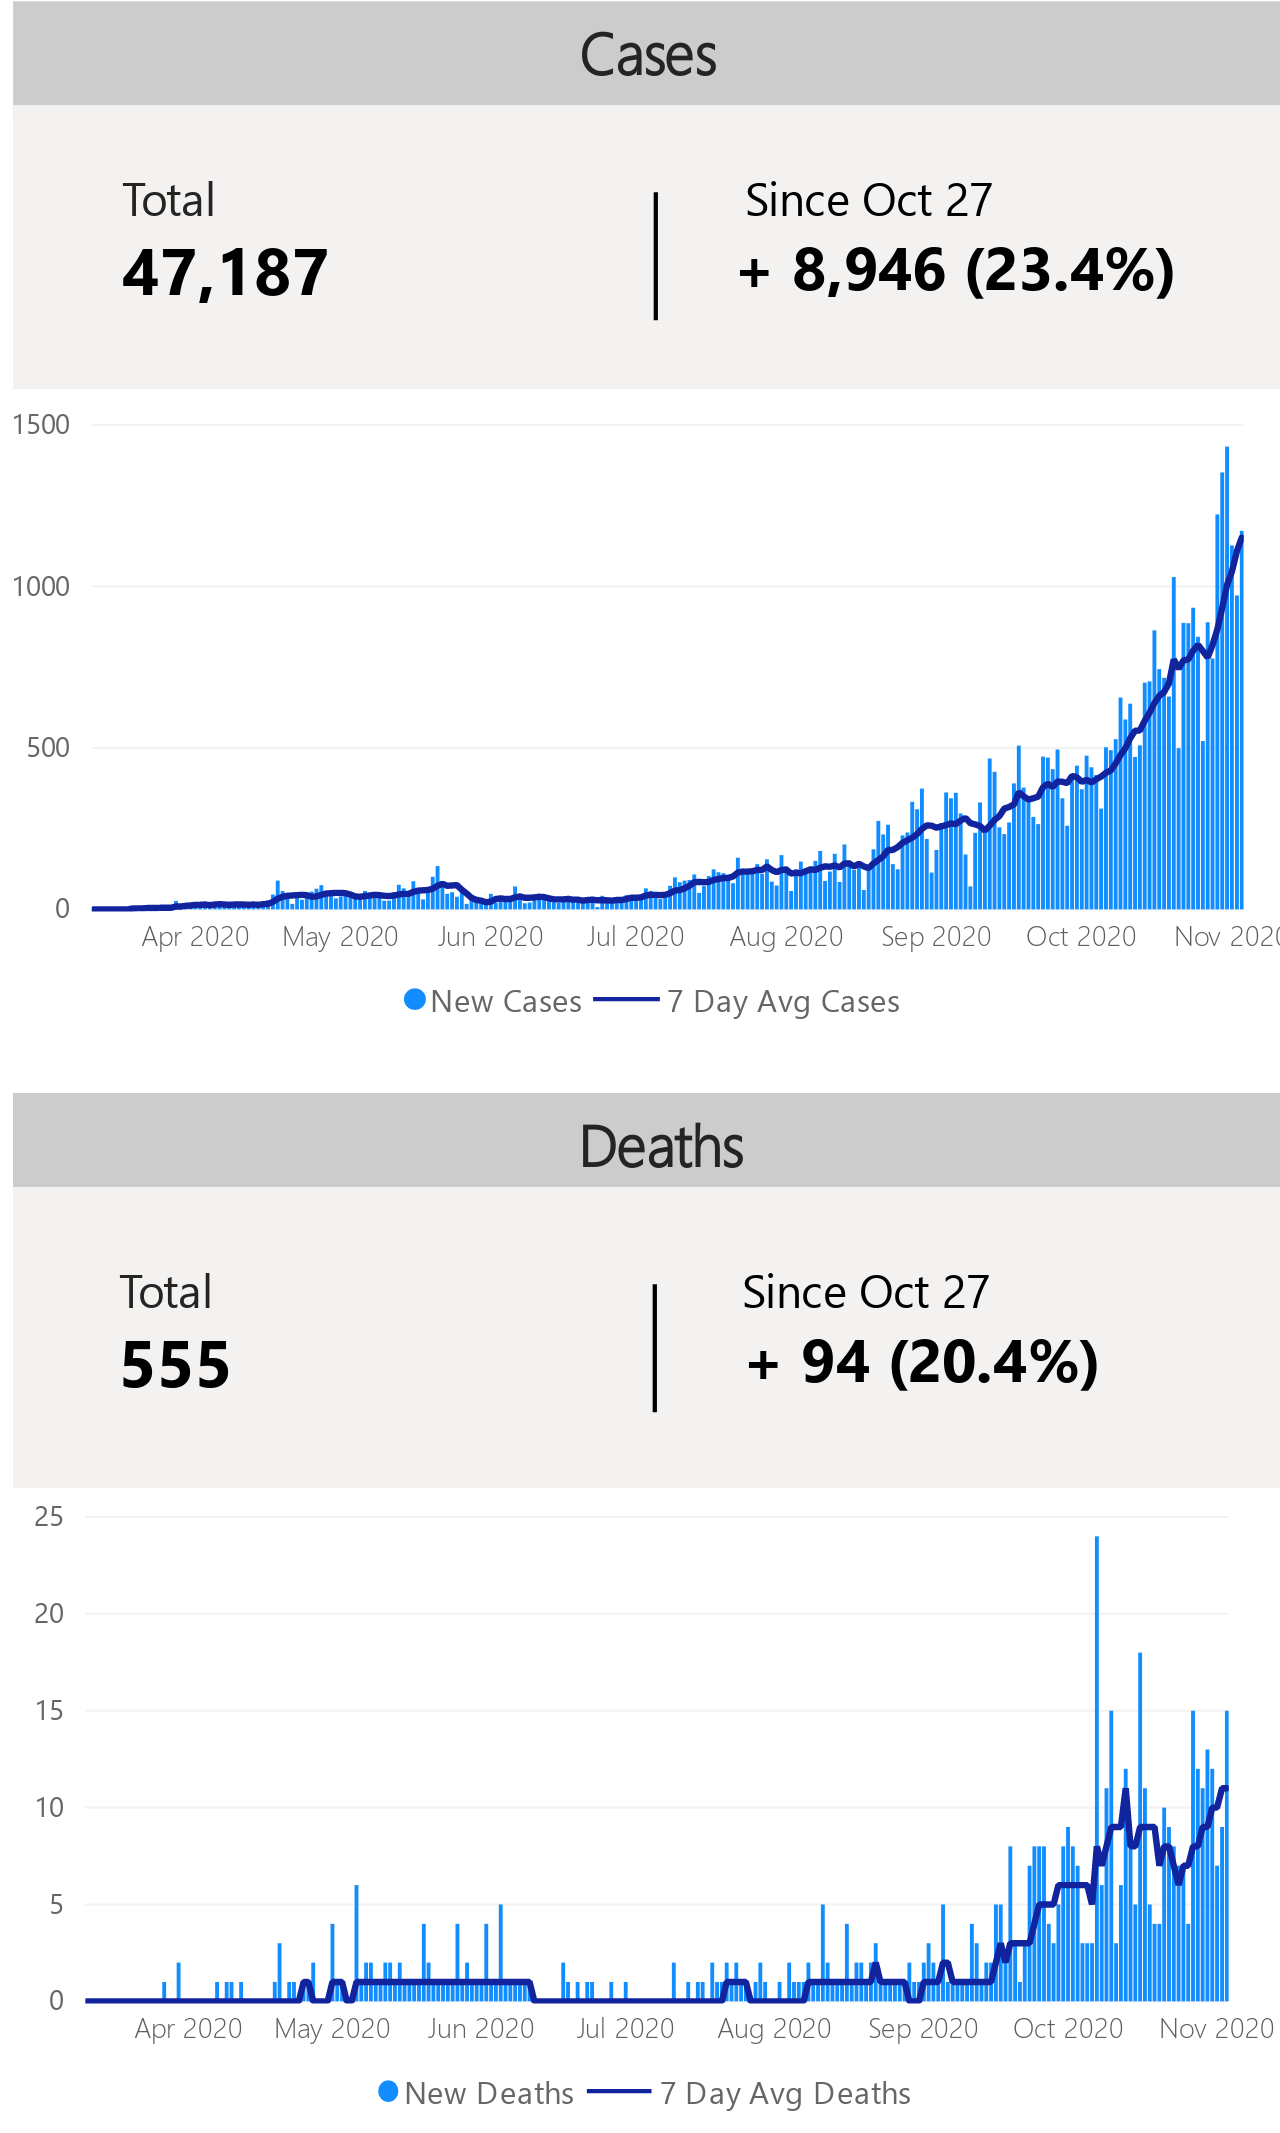 Cases
Total
Since Oct 27
47,187
+ 8,946 (23.4%)
1500
1000
500
0
Apr 2020 May 2020 Jun 2020 Jul 2020 Aug 2020 Sep 2020 Oct 2020 Nov 2020
New Cases 7 Day Avg Cases
Deaths
Total
Since Oct 27
555
+ 94 (20.4%)
25
20
15
10
5
0
Apr 2020 May 2020 Jun 2020 Jul 2020 Aug 2020 Sep 2020 Oct 2020 Nov 2020
New Deaths 7 Day Avg Deaths